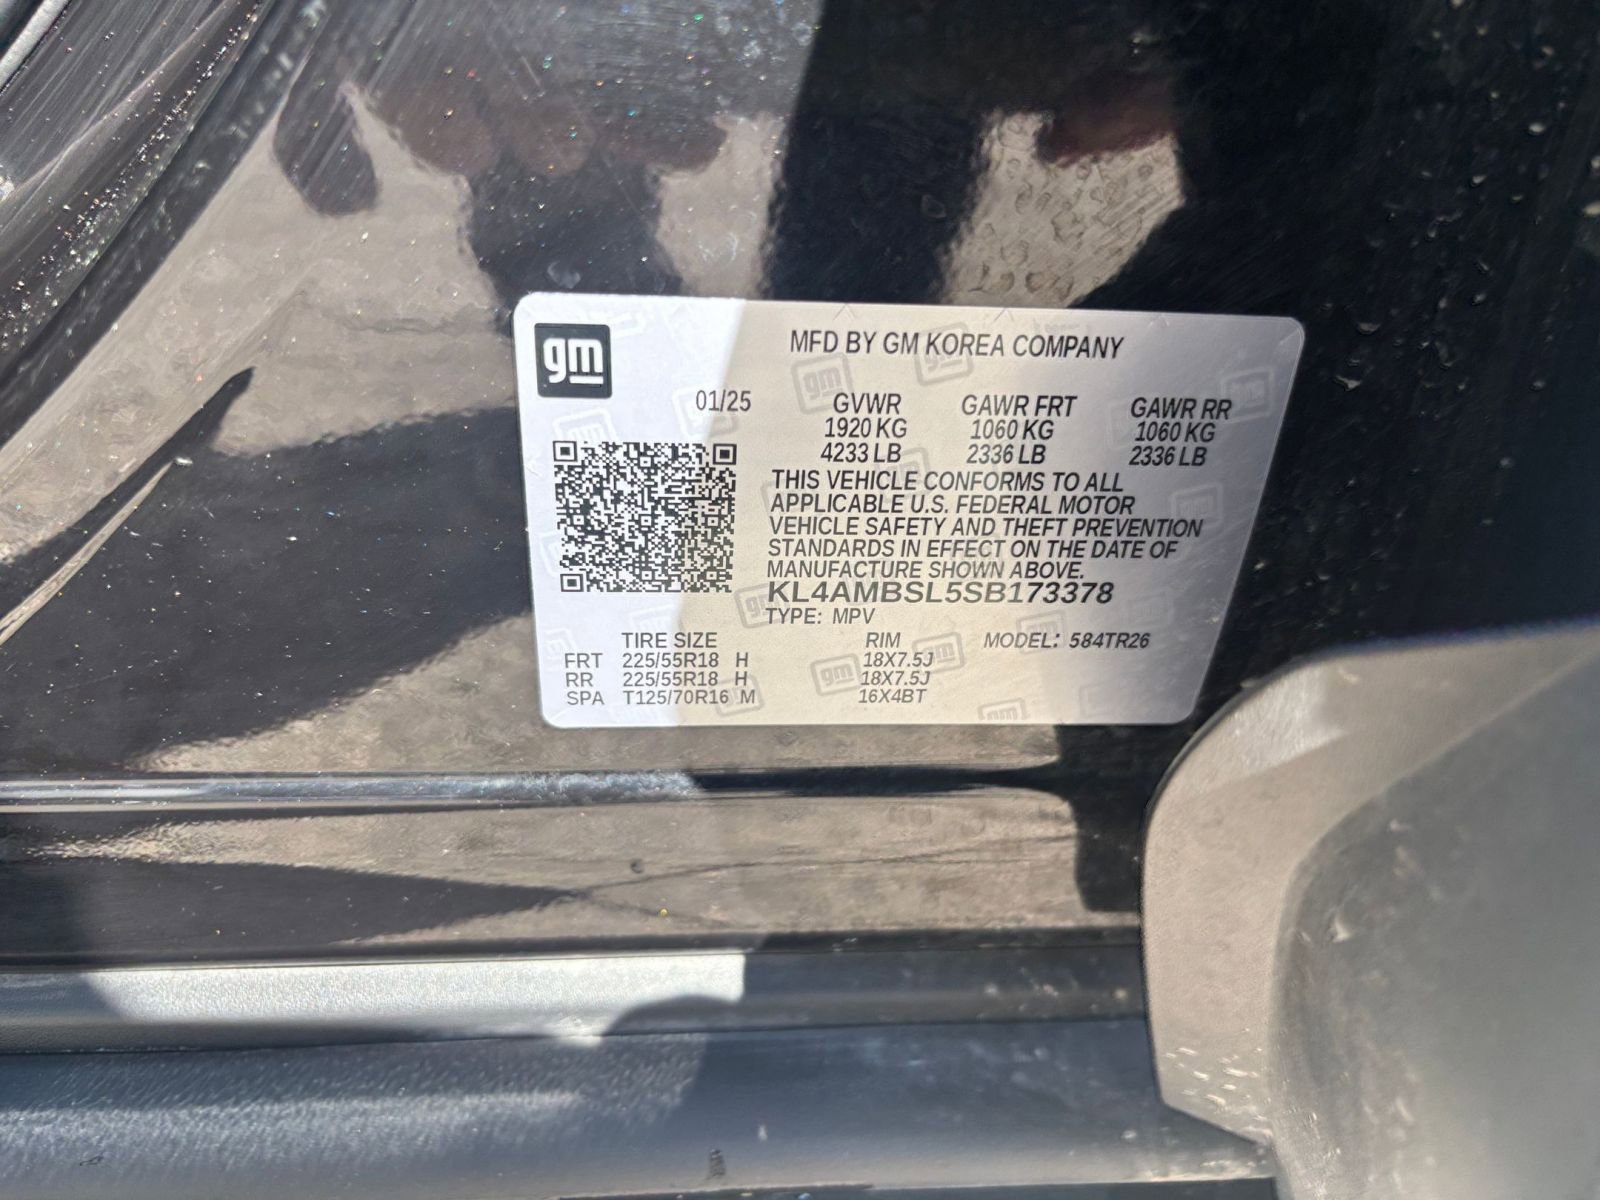 gm
MFD BY GM KOREA COMPANY
01/25 GVWR GAWR FRT GAWR RR
1920 KG 1060 KG 1060 KG
4233 LB 2336 LB 2336 LB
THIS VEHICLE CONFORMS TO ALL
APPLICABLE U.S. FEDERAL MOTOR
VEHICLE SAFETY AND THEFT PREVENTION
STANDARDS IN EFFECT ON THE DATE OF
MANUFACTURE SHOWN ABOVE.
KL4AMBSL5SB173378
TYPE: MPV
TIRE SIZE RIM MODEL: 584TR26
FRT 225/55R18 H 18X7.5J
RR 225/55R18 H 18X7.5J
SPA T125/70R16 M 16X4BT